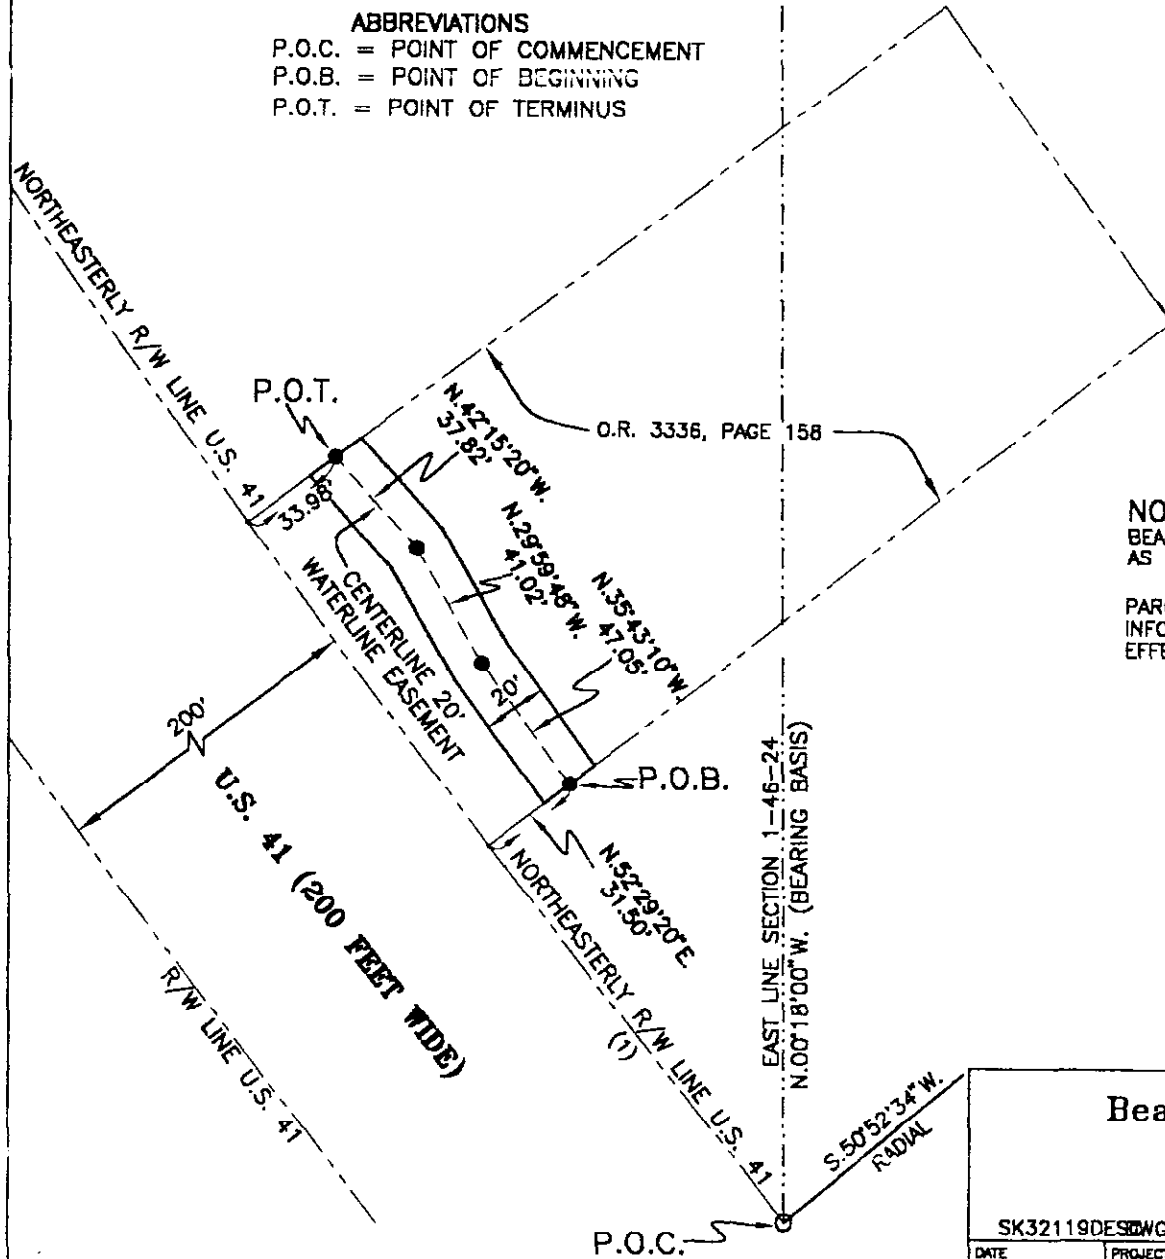 ABBREVIATIONS
P.O.C. = POINT OF COMMENCEMENT
P.O.B. = POINT OF BEGINNING
P.O.T. = POINT OF TERMINUS
NORTHEASTERLY R/W LINE U.S. 41
P.O.T.
N.42°15'20"W.
37.82'
O.R. 3336, PAGE 158
33.98'
N.29°59'48"W.
41.02'
N.35°43'10"W.
47.05'
CENTERLINE 20'
WATERLINE EASEMENT
20'
NO
BEA
AS
PAR
INFO
EFFE
200'
U.S. 41 (200 FEET WIDE)
P.O.B.
N.52°29'20"E.
31.50'
EAST LINE SECTION 1-46-24
N.00°18'00"W. (BEARING BASIS)
NORTHEASTERLY R/W LINE U.S. 41
(1)
R/W LINE U.S. 41
S.50°52'34"W.
RADIAL
P.O.C.
Bea
SK32119DESC
DATE
PROJECT